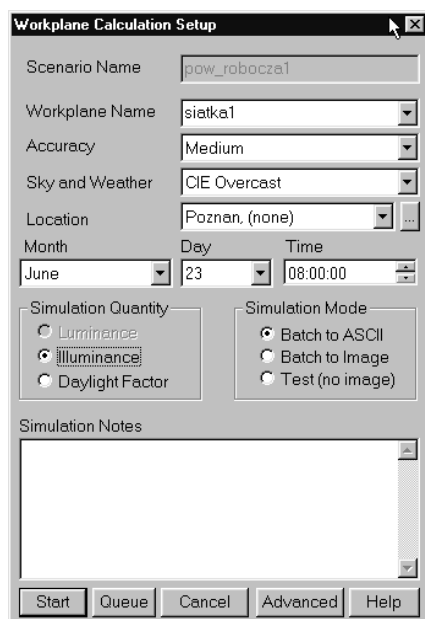 Workplane Calculation Setup
Scenario Name pow_robocza1
Workplane Name siatka1
Accuracy Medium
Sky and Weather CIE Overcast
Location Poznan, (none) ...
Month Day Time
June 23 08:00:00
Simulation Quantity Simulation Mode
Luminance Batch to ASCII
Illuminance Batch to Image
Daylight Factor Test (no image)
Simulation Notes
Start Queue Cancel Advanced Help